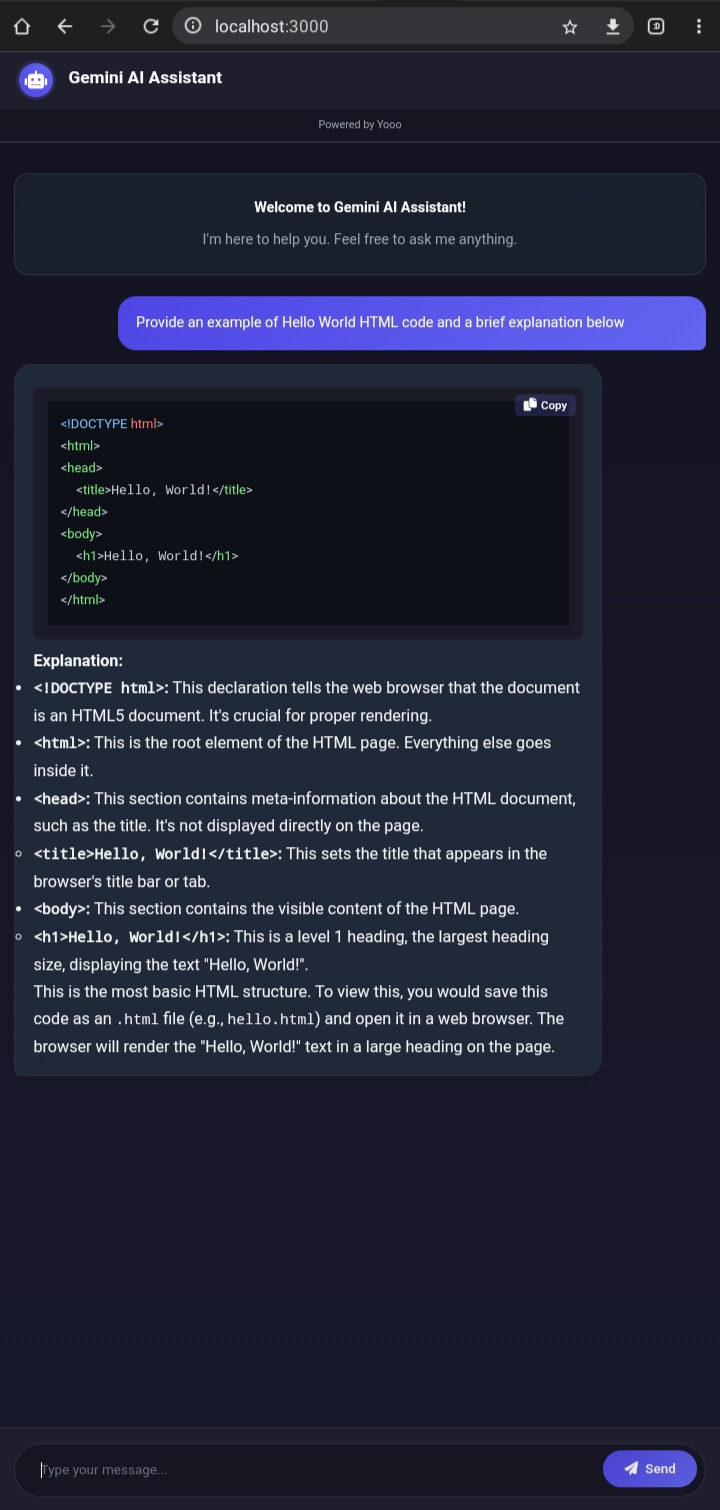 localhost:3000
:D
Gemini AI Assistant
Powered by Yooo
Welcome to Gemini AI Assistant!
I'm here to help you. Feel free to ask me anything.
Provide an example of Hello World HTML code and a brief explanation below
Copy
<!DOCTYPE html>
<html>
<head>
  <title>Hello, World!</title>
</head>
<body>
  <h1>Hello, World!</h1>
</body>
</html>
Explanation:
• <!DOCTYPE html>: This declaration tells the web browser that the document
is an HTML5 document. It's crucial for proper rendering.
• <html>: This is the root element of the HTML page. Everything else goes
inside it.
• <head>: This section contains meta-information about the HTML document,
such as the title. It's not displayed directly on the page.
◦ <title>Hello, World!</title>: This sets the title that appears in the
browser's title bar or tab.
• <body>: This section contains the visible content of the HTML page.
◦ <h1>Hello, World!</h1>: This is a level 1 heading, the largest heading
size, displaying the text "Hello, World!".
This is the most basic HTML structure. To view this, you would save this
code as an .html file (e.g., hello.html) and open it in a web browser. The
browser will render the "Hello, World!" text in a large heading on the page.
Type your message...
Send